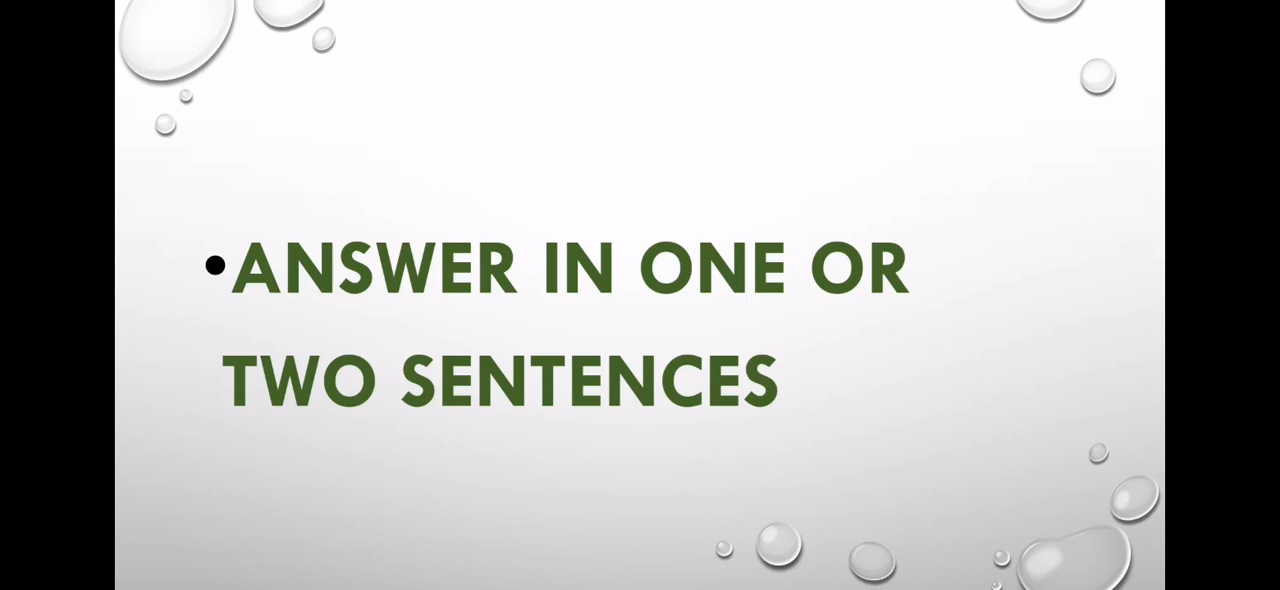 •ANSWER IN ONE OR
TWO SENTENCES